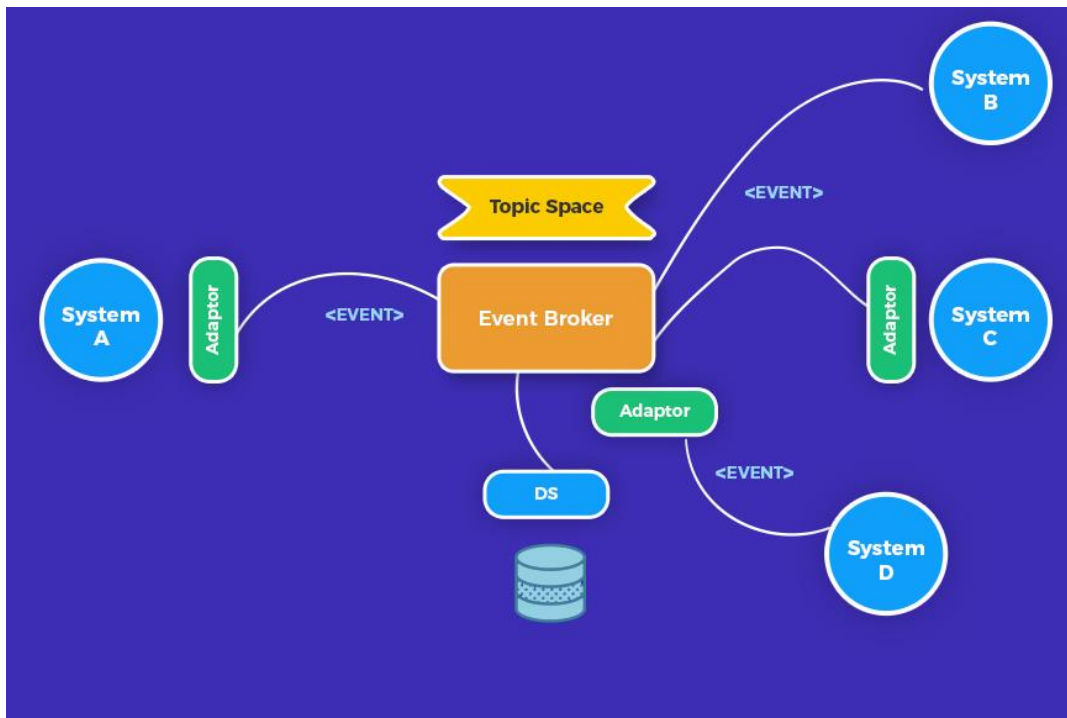 System
B
<EVENT>
Topic Space
System
A
Adaptor
<EVENT>
Event Broker
Adaptor
System
C
Adaptor
<EVENT>
DS
System
D